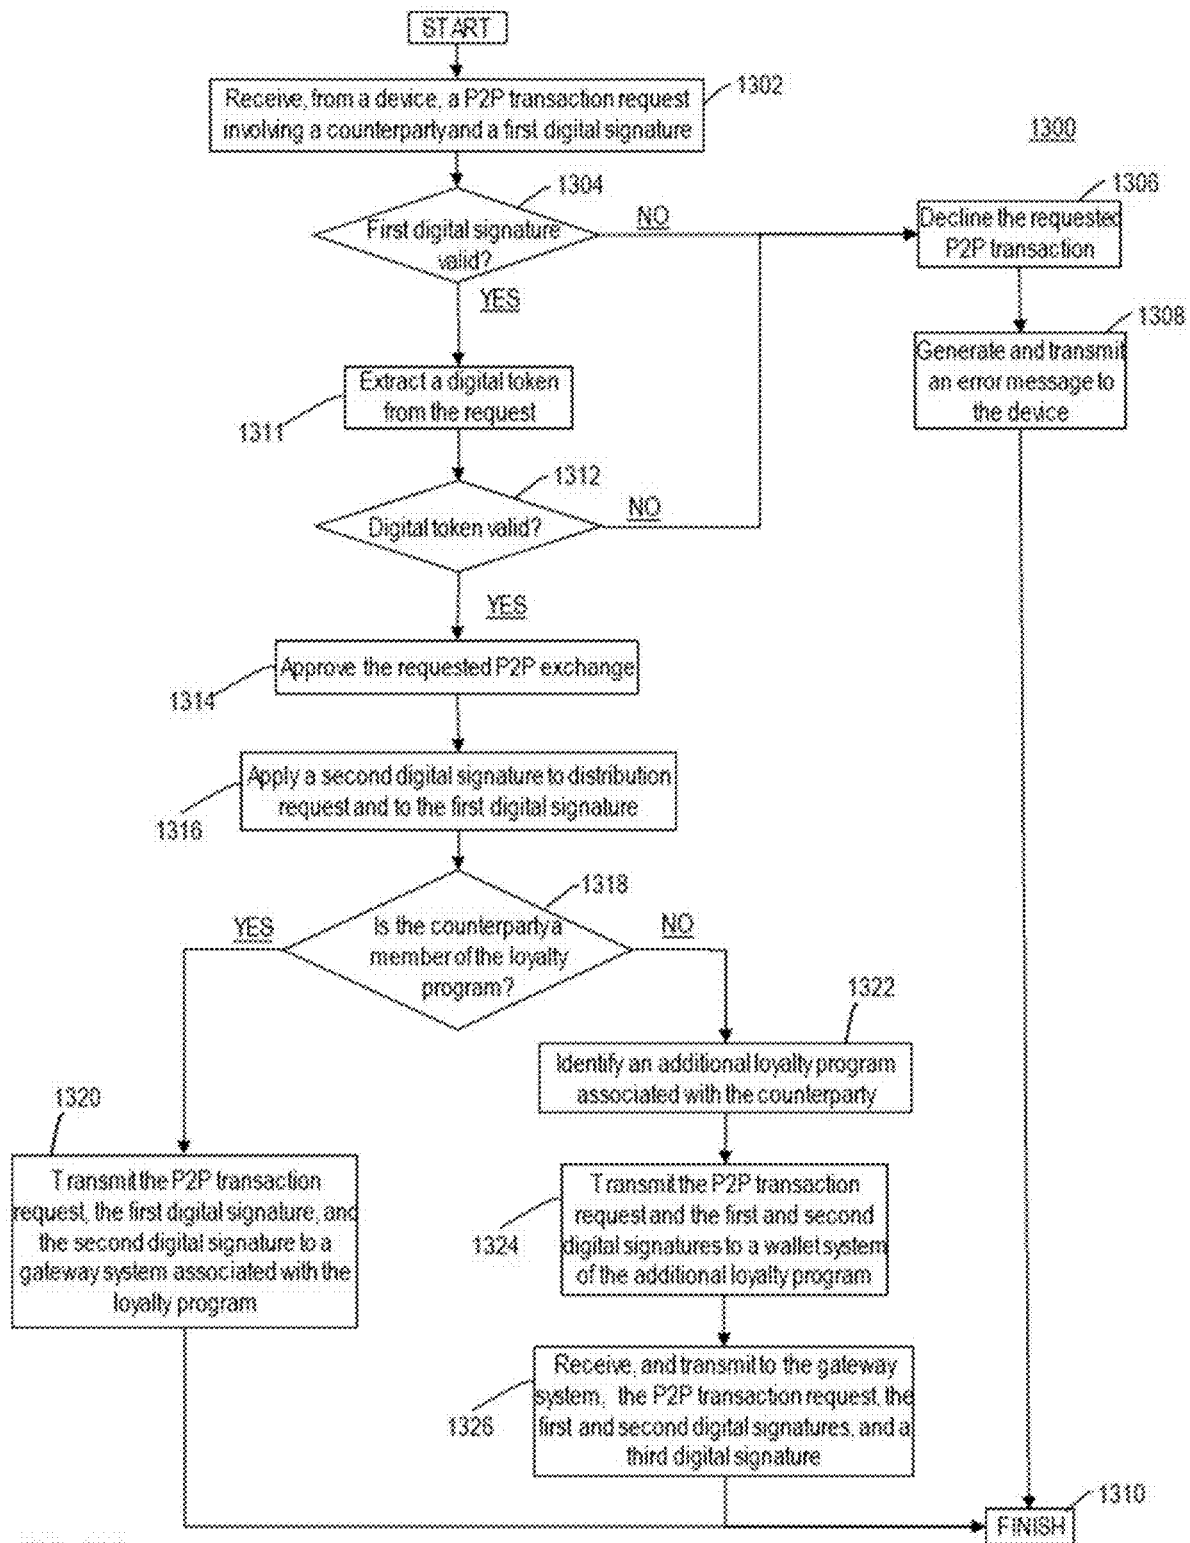 START
Receive, from a device, a P2P transaction request
involving a counterparty and a first digital signature
1302
1300
1304
First digital signature
valid?
NO
YES
1306
Decline the requested
P2P transaction
1308
Generate and transmit
an error message to
the device
Extract a digital token
from the request
1311
1312
Digital token valid?
NO
YES
Approve the requested P2P exchange
1314
Apply a second digital signature to distribution
request and to the first digital signature
1316
1318
Is the counterparty a
member of the loyalty
program?
YES
NO
1322
Identify an additional loyalty program
associated with the counterparty
1320
Transmit the P2P transaction
request, the first digital signature, and
the second digital signature to a
gateway system associated with the
loyalty program
Transmit the P2P transaction
request and the first and second
digital signatures to a wallet system
of the additional loyalty program
1324
Receive, and transmit to the gateway
system, the P2P transaction request, the
first and second digital signatures, and a
third digital signature
1326
1310
FINISH